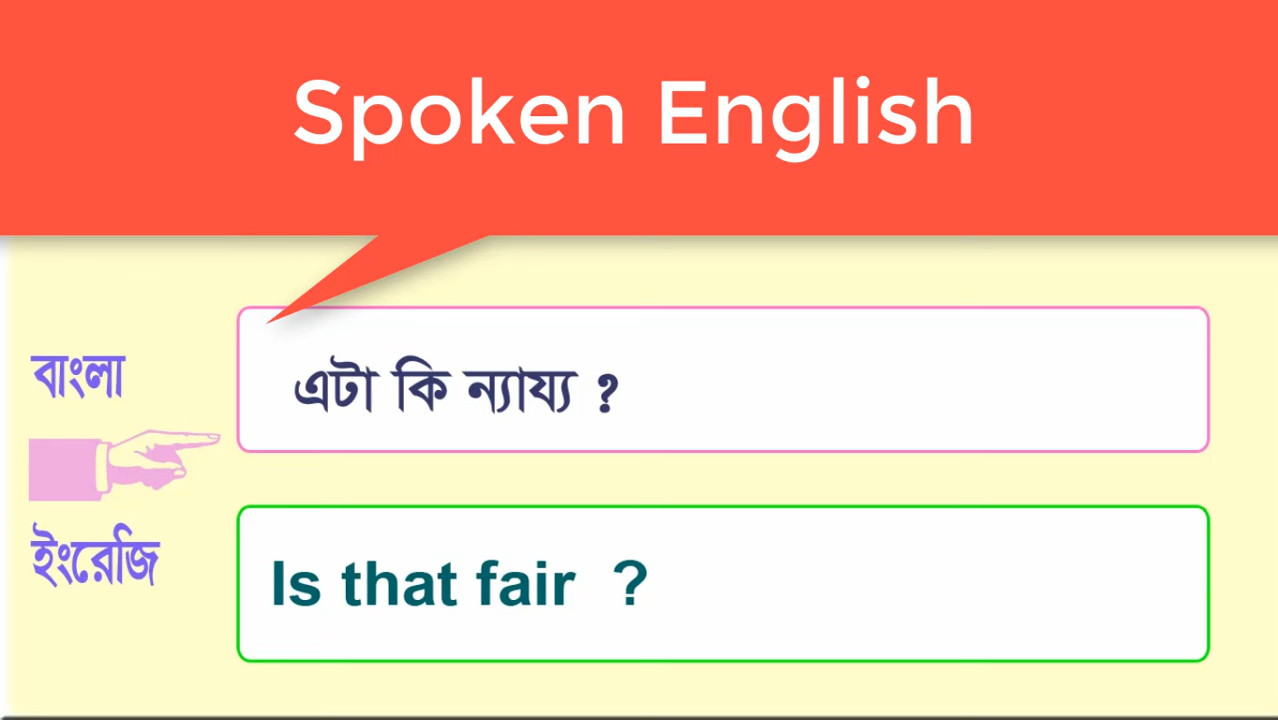 Spoken English
বাংলা
এটা কি ন্যায্য ?
ইংরেজি
Is that fair ?